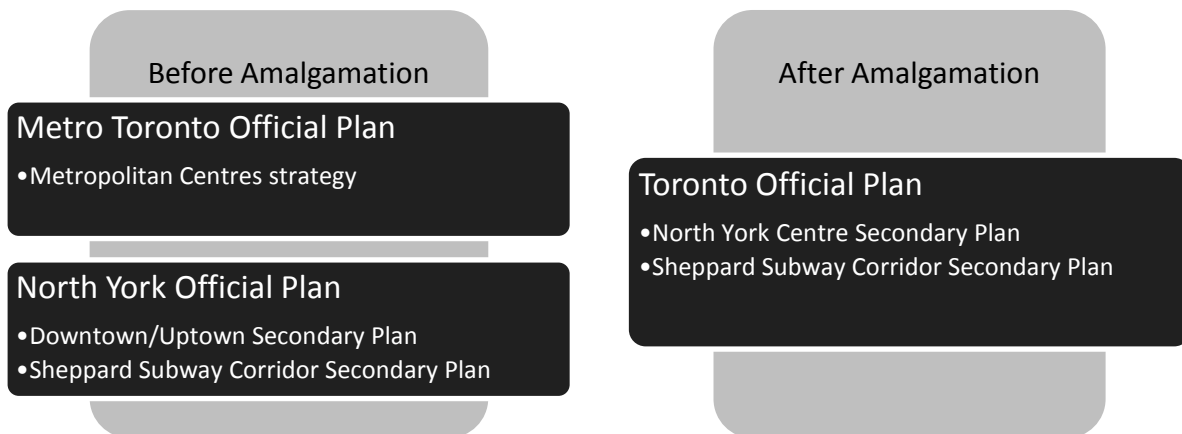 Before Amalgamation
Metro Toronto Official Plan
•Metropolitan Centres strategy
North York Official Plan
•Downtown/Uptown Secondary Plan
•Sheppard Subway Corridor Secondary Plan
After Amalgamation
Toronto Official Plan
•North York Centre Secondary Plan
•Sheppard Subway Corridor Secondary Plan